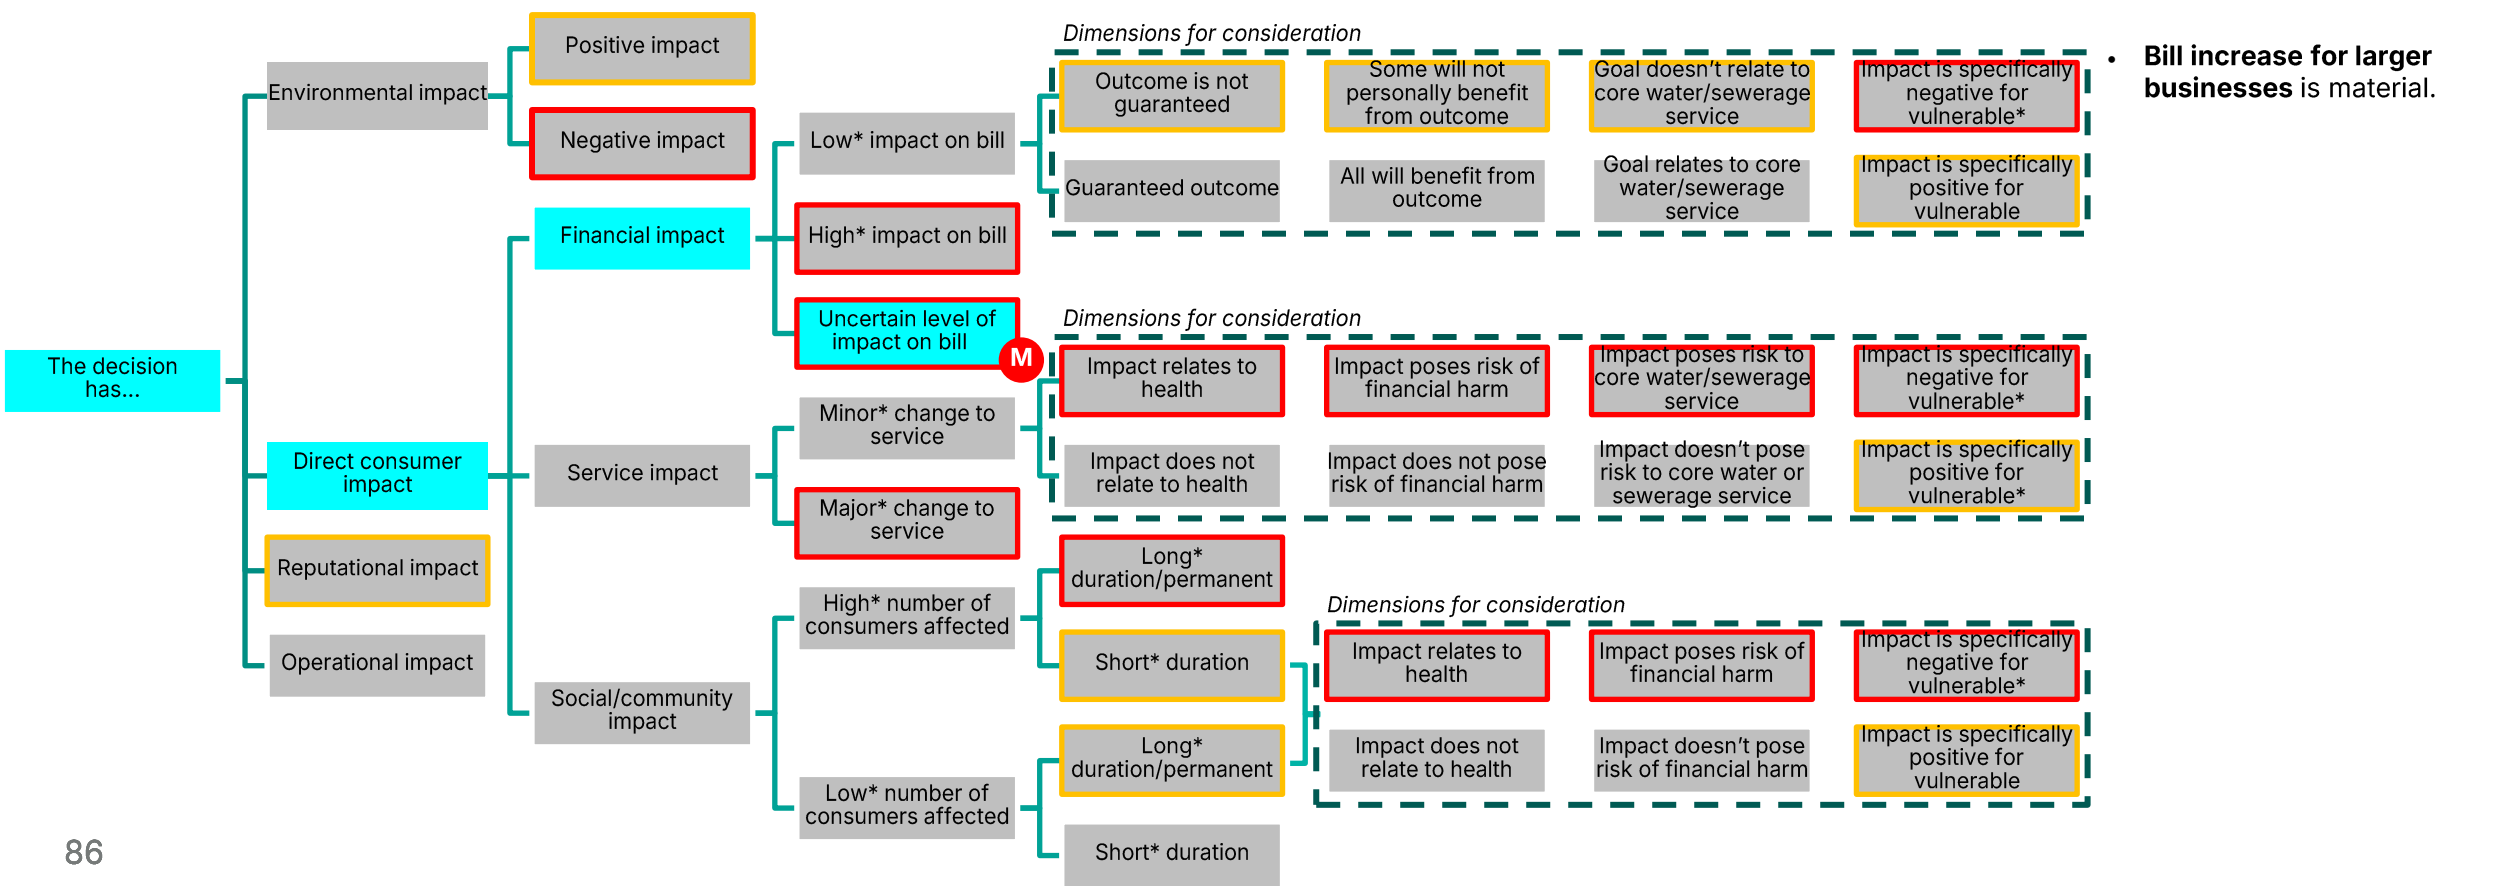 Positive impact
Environmental impact
Negative impact
Financial impact
The decision
has...
Direct consumer
impact
Service impact
Reputational impact
Operational impact
Social/community
impact
Low* impact on bill
High* impact on bill
Uncertain level of
impact on bill
M
Minor* change to
service
Major* change to
service
High* number of
consumers affected
Low* number of
consumers affected
Dimensions for consideration
Outcome is not
guaranteed
Some will not
personally benefit
from outcome
Goal doesn't relate to
core water/sewerage
service
Impact is specifically
negative for
vulnerable*
Guaranteed outcome
All will benefit from
outcome
Goal relates to core
water/sewerage
service
Impact is specifically
positive for
vulnerable
Dimensions for consideration
Impact relates to
health
Impact poses risk of
financial harm
Impact poses risk to
core water/sewerage
service
Impact is specifically
negative for
vulnerable*
Impact does not
relate to health
Impact does not pose
risk of financial harm
Impact doesn't pose
risk to core water or
sewerage service
Impact is specifically
positive for
vulnerable*
Long*
duration/permanent
Short* duration
Long*
duration/permanent
Short* duration
Dimensions for consideration
Impact relates to
health
Impact poses risk of
financial harm
Impact is specifically
negative for
vulnerable*
Impact does not
relate to health
Impact doesn't pose
risk of financial harm
Impact is specifically
positive for
vulnerable
• Bill increase for larger
businesses is material.
86